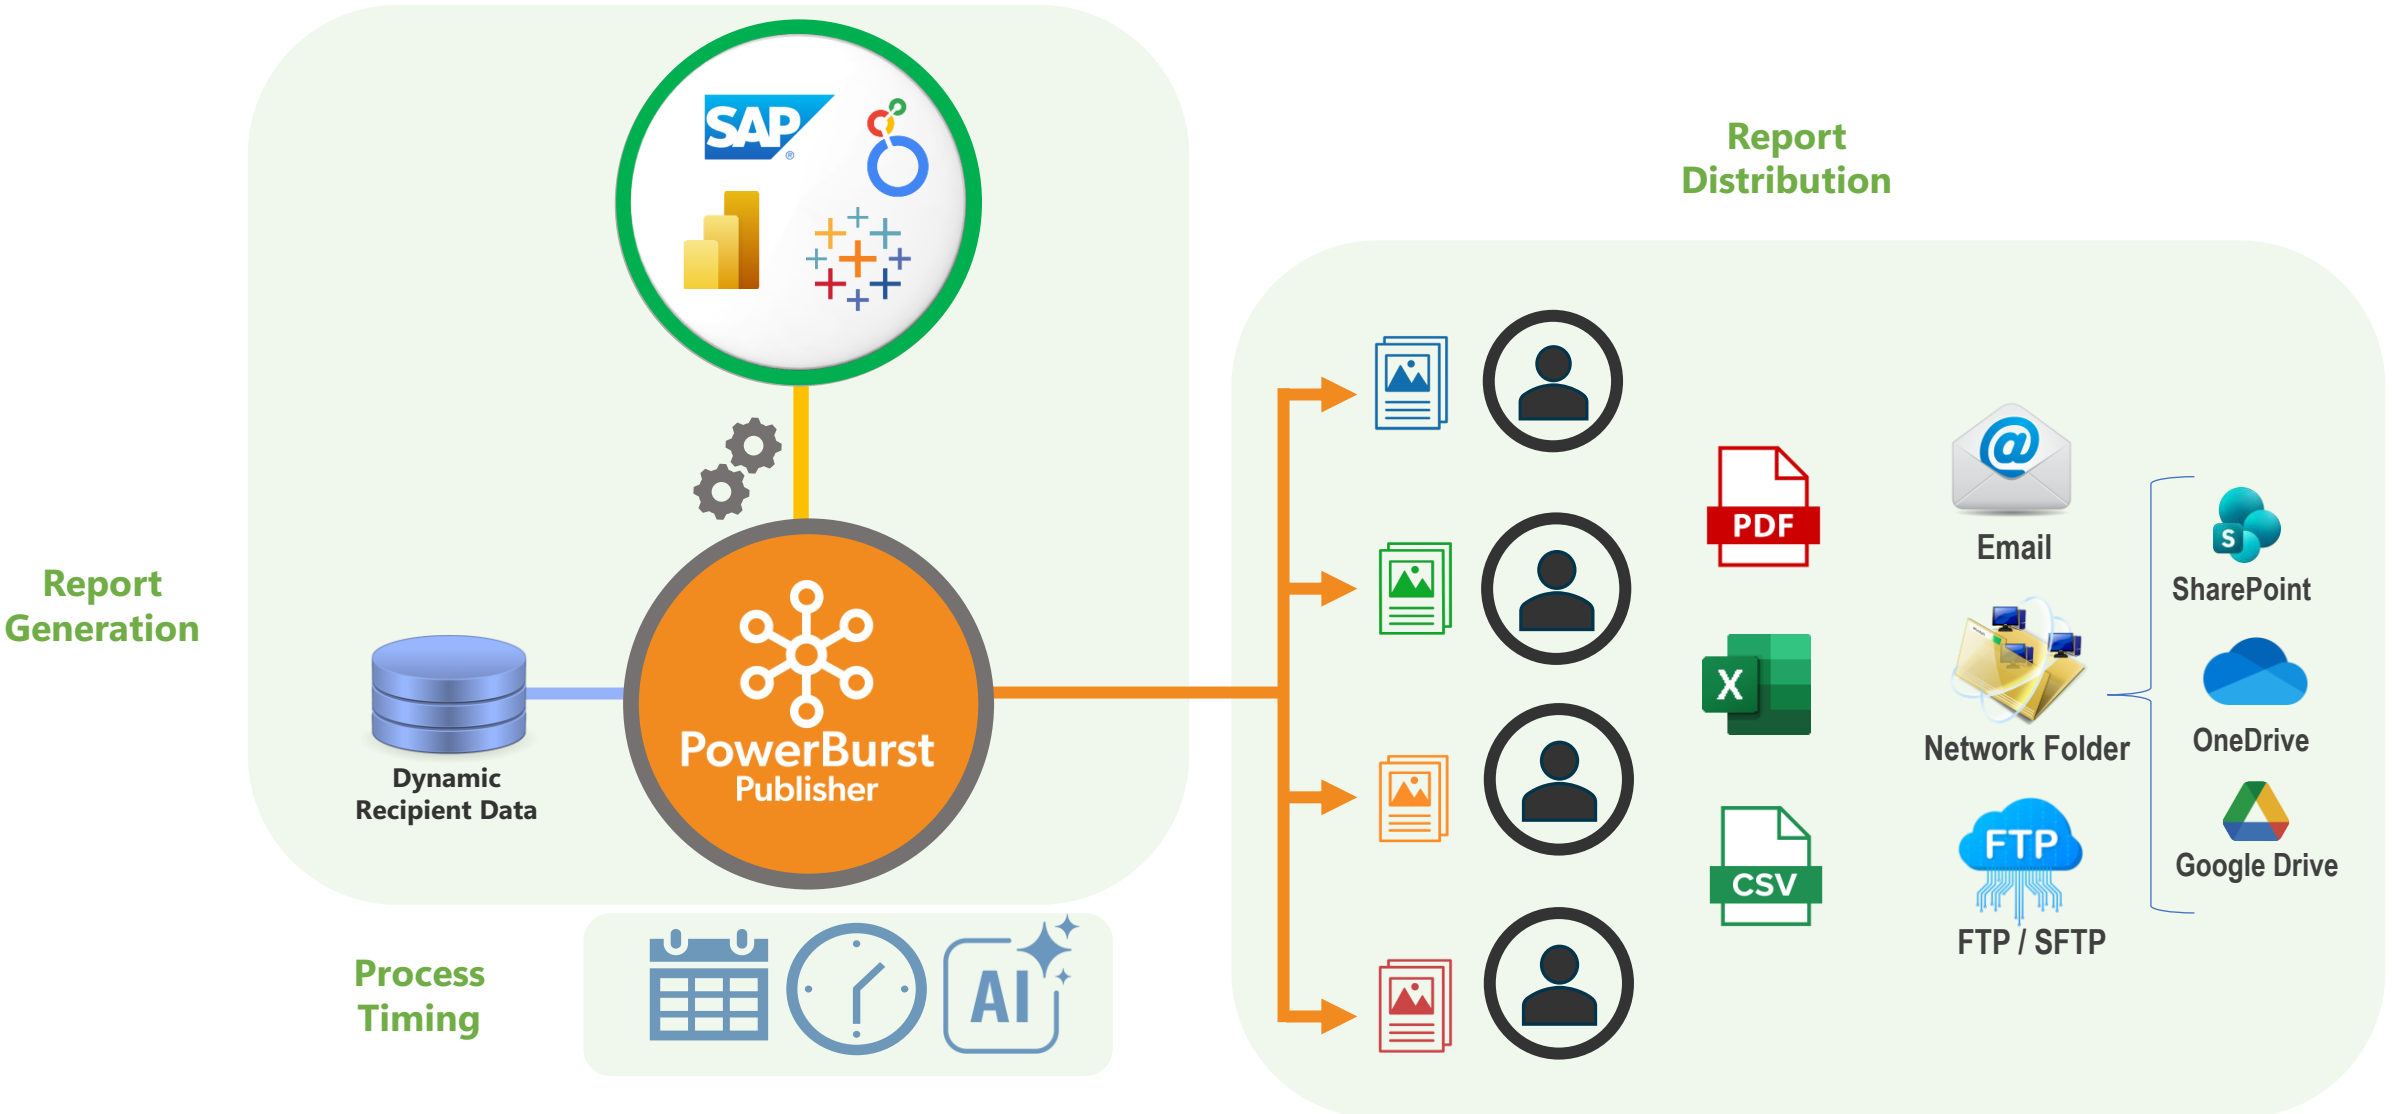 SAP
®
Report
Generation
Dynamic
Recipient Data
PowerBurst
Publisher
Process
Timing
AI
Report
Distribution
PDF
X
CSV
@
Email
Network Folder
FTP
FTP / SFTP
S
SharePoint
OneDrive
Google Drive